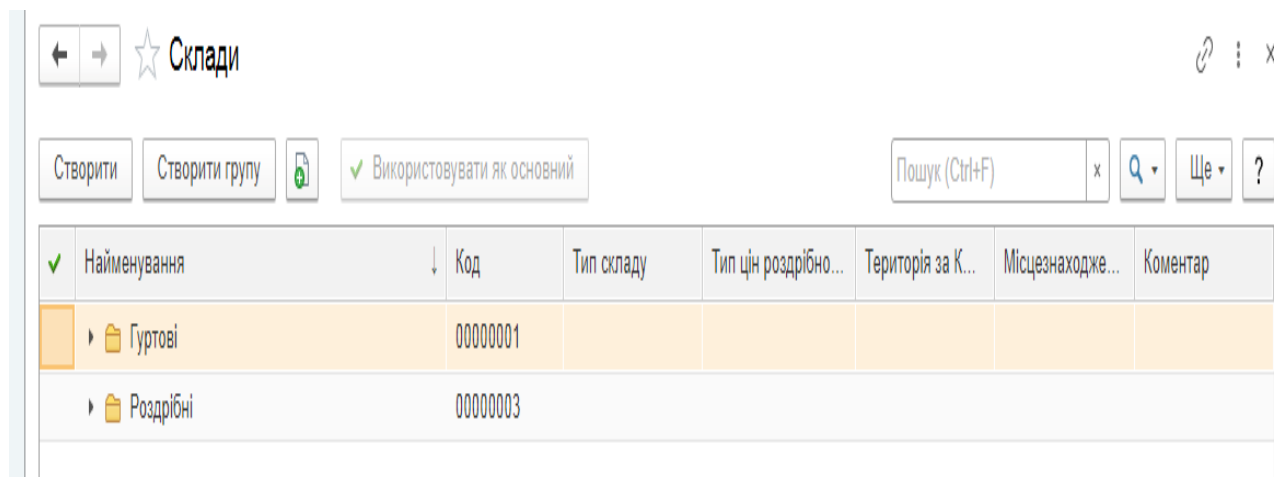 Склади
Створити Створити групу Використовувати як основний Пошук (Ctrl+F) × Ще ?
Найменування ↓ Код Тип складу Тип цін роздрібно... Територія за К... Місцезнаходже... Коментар
Гуртові 00000001
Роздрібні 00000003